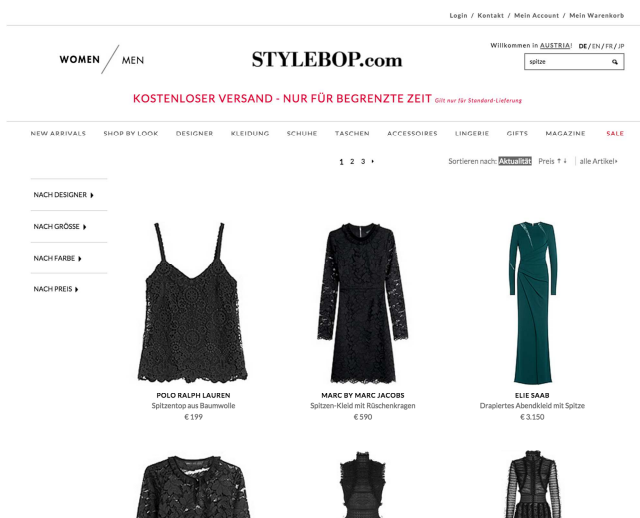 Login / Kontakt / Mein Account / Mein Warenkorb
WOMEN / MEN
STYLEBOP.com
Willkommen in AUSTRIA! DE / EN / FR / JP
spitze
KOSTENLOSER VERSAND - NUR FÜR BEGRENZTE ZEIT Gilt nur für Standard-Lieferung
NEW ARRIVALS SHOP BY LOOK DESIGNER KLEIDUNG SCHUHE TASCHEN ACCESSOIRES LINGERIE GIFTS MAGAZINE SALE
1 2 3 Sortieren nach: Aktualität Preis ↑ ↓ | alle Artikel>
NACH DESIGNER
NACH GRÖSSE
NACH FARBE
NACH PREIS
POLO RALPH LAUREN
Spitzentop aus Baumwolle
€ 199
MARC BY MARC JACOBS
Spitzen-Kleid mit Rüschenkragen
€ 590
ELIE SAAB
Drapiertes Abendkleid mit Spitze
€ 3.150